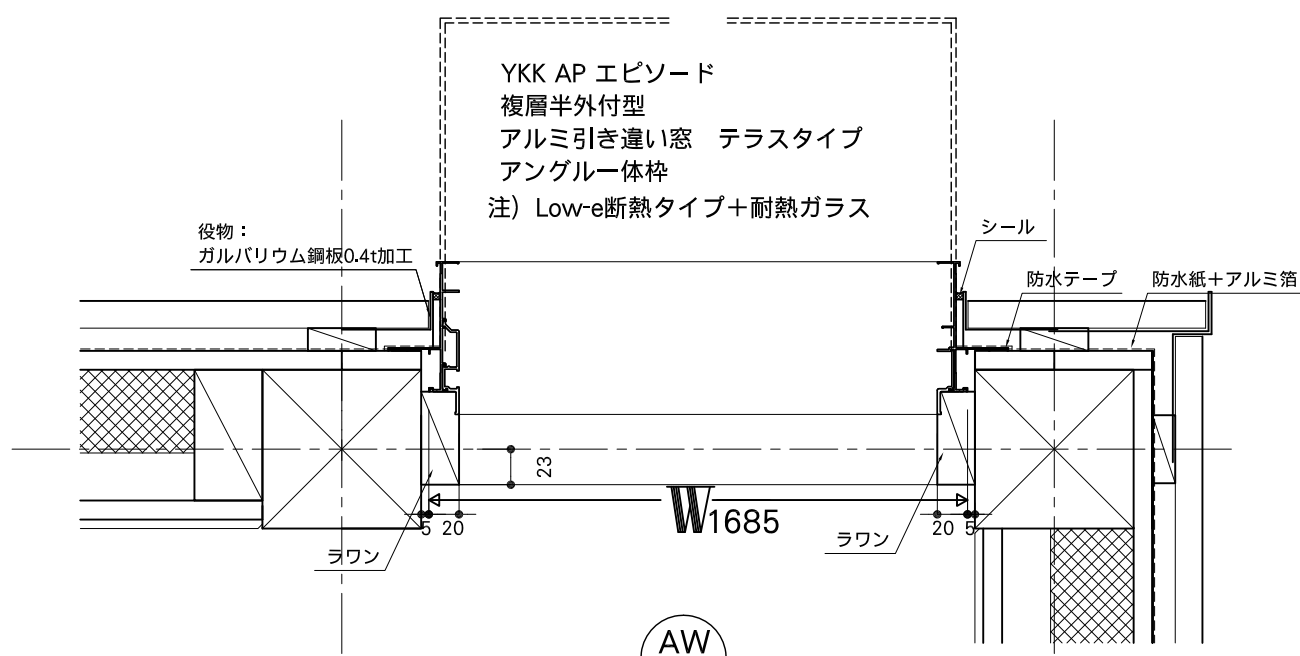 YKK AP エピソード
複層半外付型
アルミ引き違い窓　テラスタイプ
アングル一体枠
注）Low-e断熱タイプ＋耐熱ガラス
役物：
ガルバリウム鋼板0.4t加工
シール
防水テープ
防水紙＋アルミ箔
23
W1685
5 20
20 5
ラワン
ラワン
AW